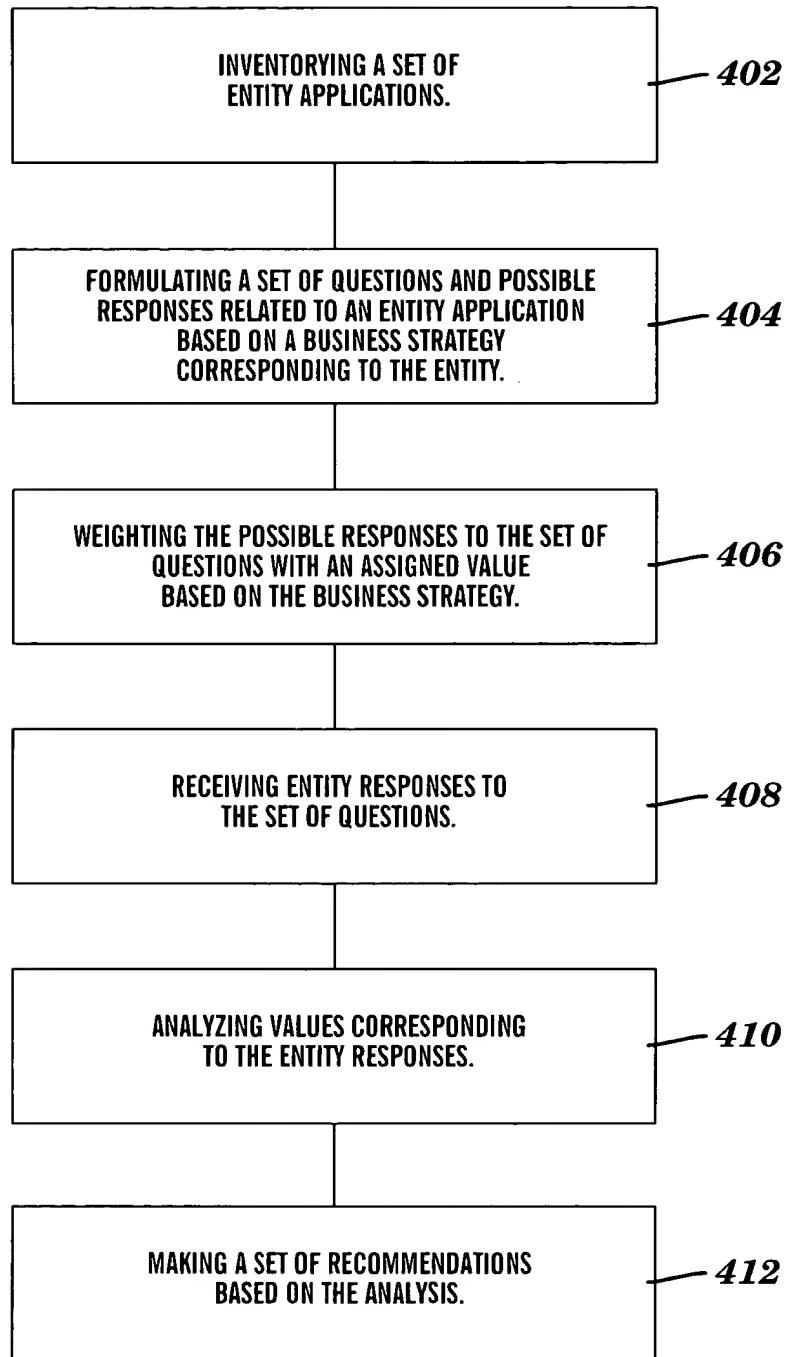 INVENTORYING A SET OF
ENTITY APPLICATIONS.
402
FORMULATING A SET OF QUESTIONS AND POSSIBLE
RESPONSES RELATED TO AN ENTITY APPLICATION
BASED ON A BUSINESS STRATEGY
CORRESPONDING TO THE ENTITY.
404
WEIGHTING THE POSSIBLE RESPONSES TO THE SET OF
QUESTIONS WITH AN ASSIGNED VALUE
BASED ON THE BUSINESS STRATEGY.
406
RECEIVING ENTITY RESPONSES TO
THE SET OF QUESTIONS.
408
ANALYZING VALUES CORRESPONDING
TO THE ENTITY RESPONSES.
410
MAKING A SET OF RECOMMENDATIONS
BASED ON THE ANALYSIS.
412